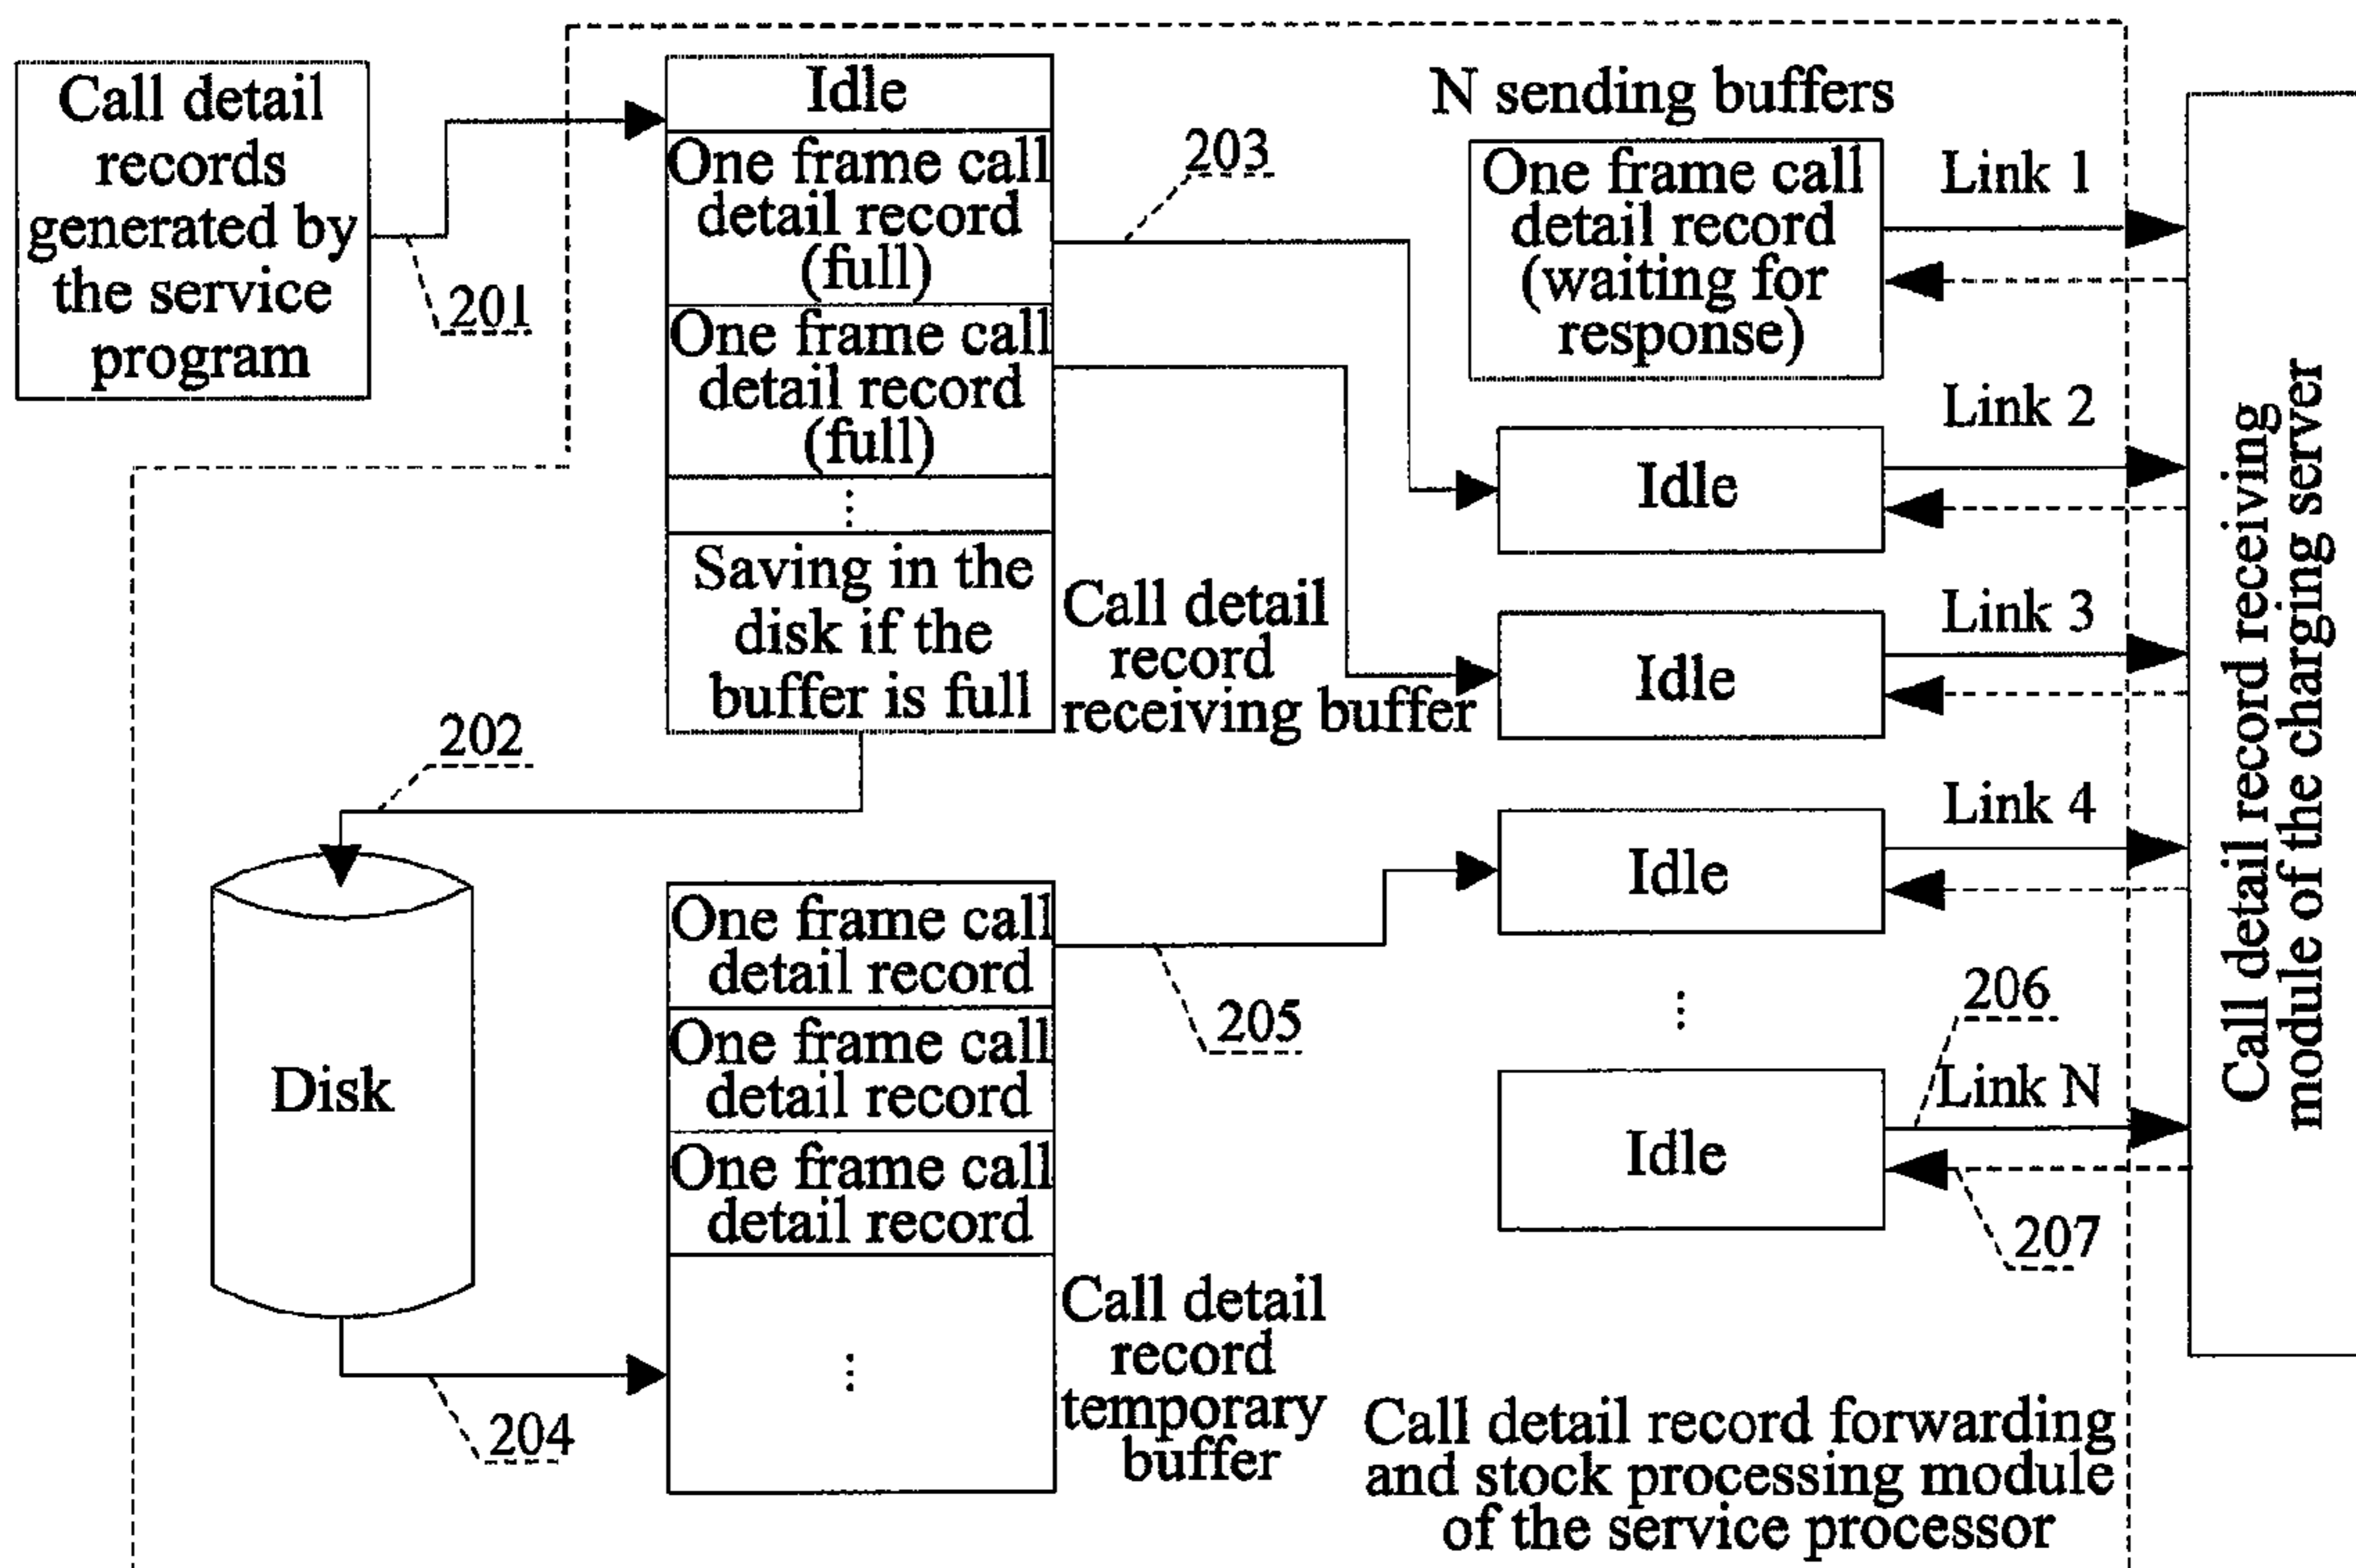 Call detail
records
generated by
the service
program
201
Idle
One frame call
detail record
(full)
One frame call
detail record
(full)
⋮
Saving in the
disk if the
buffer is full
Call detail
record
receiving buffer
202
203
N sending buffers
One frame call
detail record
(waiting for
response)
Link 1
Idle
Link 2
Idle
Link 3
Idle
Link 4
⋮
Idle
206
Link N
207
Disk
204
One frame call
detail record
One frame call
detail record
One frame call
detail record
⋮
205
Call detail
record
temporary
buffer
Call detail record forwarding
and stock processing module
of the service processor
Call detail record receiving
module of the charging server